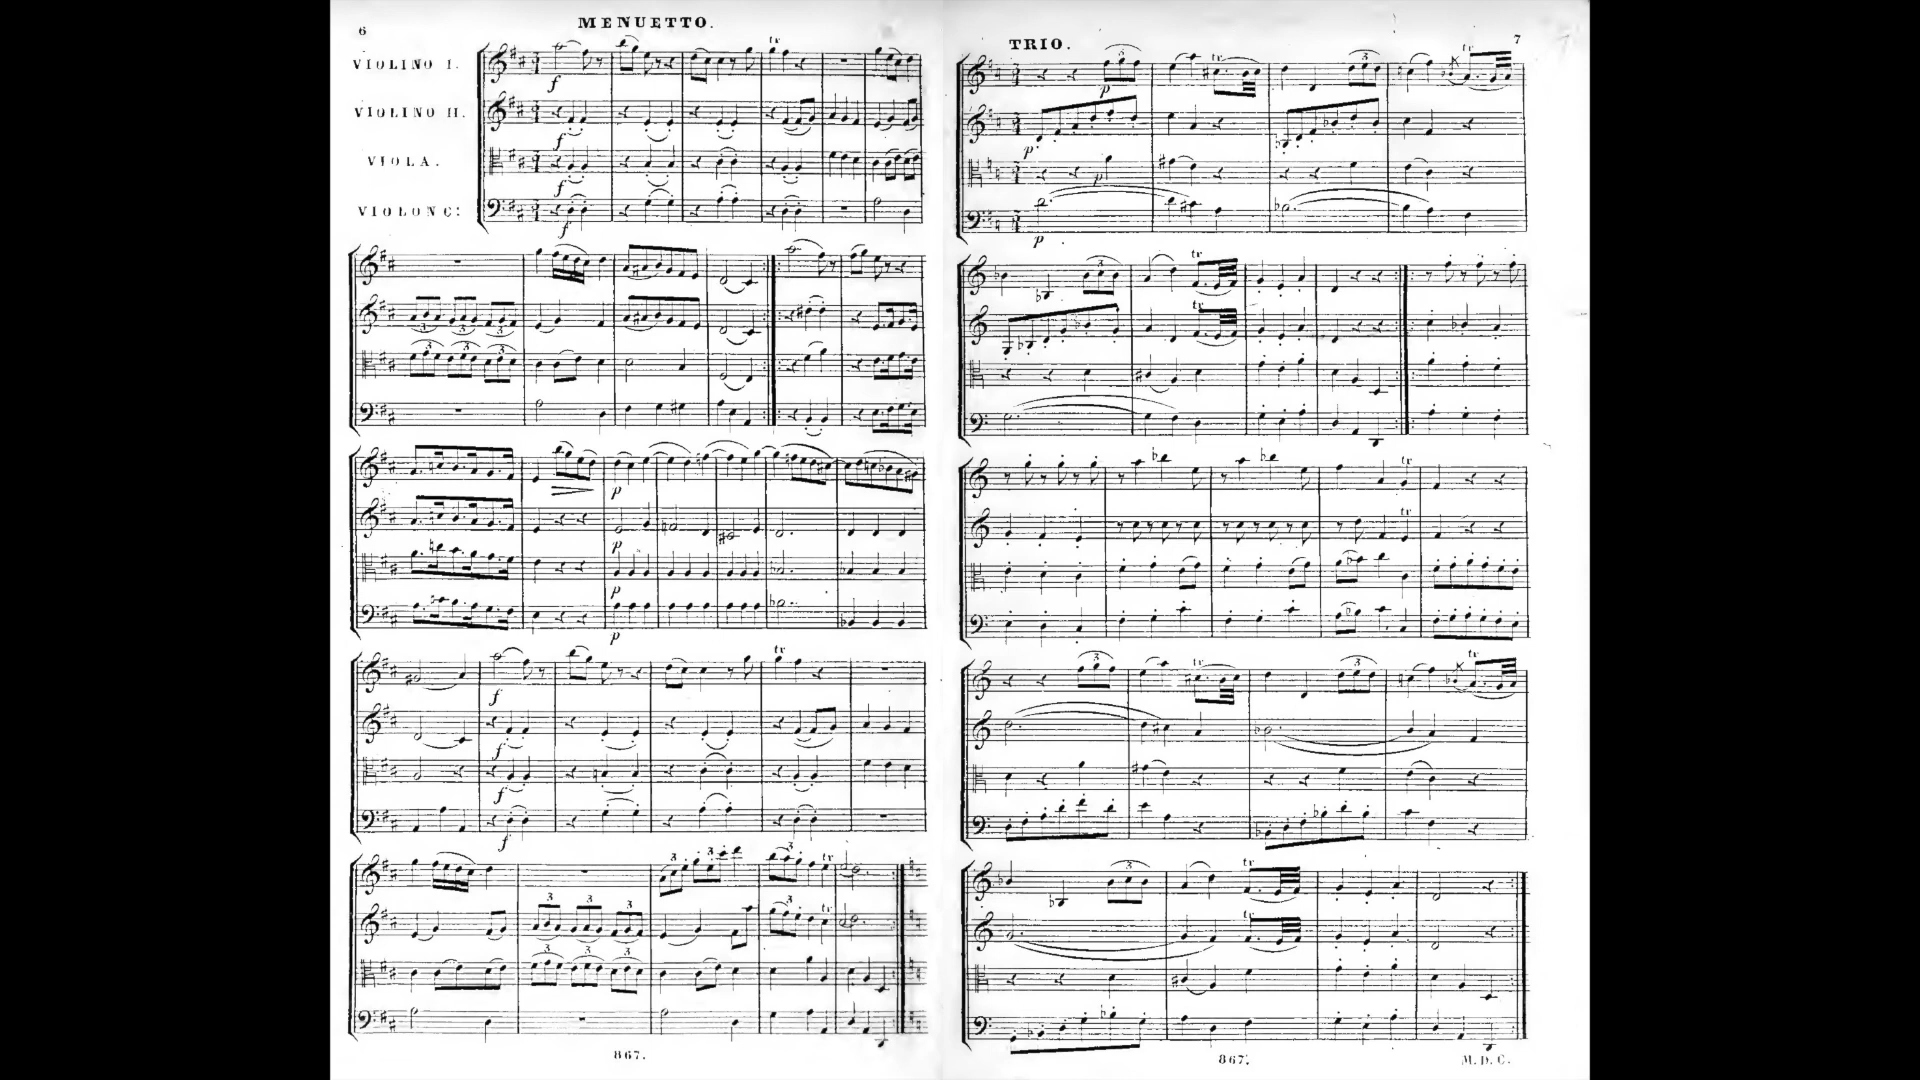 6
MENUETTO.
VIOLINO I.
VIOLINO II.
VIOLA.
VIOLONC:
867.
7
TRIO.
867.
M.D.C.